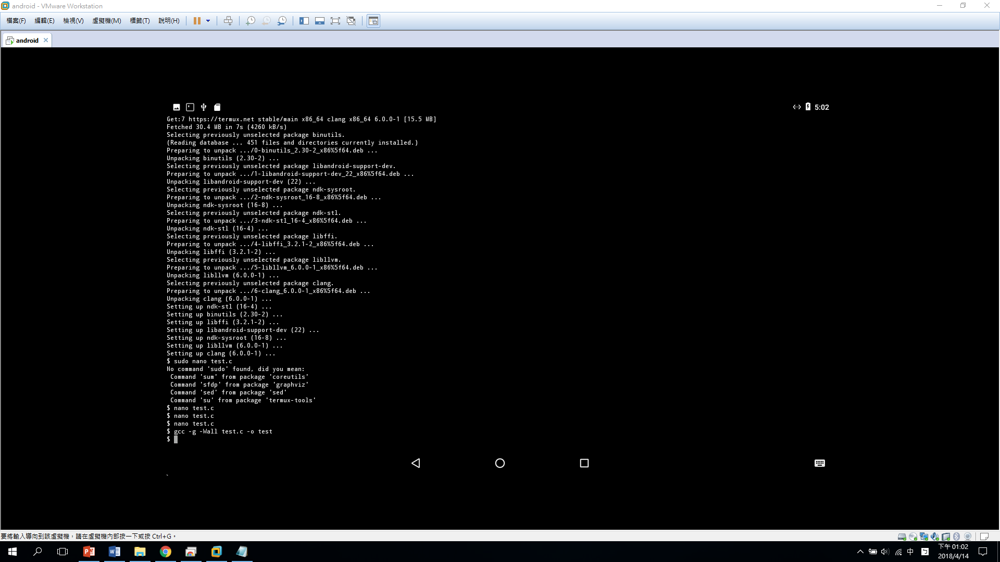 android - VMware Workstation
檔案(F) 編輯(E) 檢視(V) 虛擬機(M) 標籤(T) 說明(H)
android
5:02
Get:7 https://termux.net stable/main x86_64 clang x86_64 6.0.0-1 [15.5 MB]
Fetched 30.4 MB in 7s (4260 kB/s)
Selecting previously unselected package binutils.
(Reading database ... 451 files and directories currently installed.)
Preparing to unpack .../0-binutils_2.30-2_x86%5f64.deb ...
Unpacking binutils (2.30-2) ...
Selecting previously unselected package libandroid-support-dev.
Preparing to unpack .../1-libandroid-support-dev_22_x86%5f64.deb ...
Unpacking libandroid-support-dev (22) ...
Selecting previously unselected package ndk-sysroot.
Preparing to unpack .../2-ndk-sysroot_16-8_x86%5f64.deb ...
Unpacking ndk-sysroot (16-8) ...
Selecting previously unselected package ndk-stl.
Preparing to unpack .../3-ndk-stl_16-4_x86%5f64.deb ...
Unpacking ndk-stl (16-4) ...
Selecting previously unselected package libffi.
Preparing to unpack .../4-libffi_3.2.1-2_x86%5f64.deb ...
Unpacking libffi (3.2.1-2) ...
Selecting previously unselected package libllvm.
Preparing to unpack .../5-libllvm_6.0.0-1_x86%5f64.deb ...
Unpacking libllvm (6.0.0-1) ...
Selecting previously unselected package clang.
Preparing to unpack .../6-clang_6.0.0-1_x86%5f64.deb ...
Unpacking clang (6.0.0-1) ...
Setting up ndk-stl (16-4) ...
Setting up binutils (2.30-2) ...
Setting up libffi (3.2.1-2) ...
Setting up libandroid-support-dev (22) ...
Setting up ndk-sysroot (16-8) ...
Setting up libllvm (6.0.0-1) ...
Setting up clang (6.0.0-1) ...
$ sudo nano test.c
No command 'sudo' found, did you mean:
Command 'sum' from package 'coreutils'
Command 'sfdp' from package 'graphviz'
Command 'sed' from package 'sed'
Command 'su' from package 'termux-tools'
$ nano test.c
$ nano test.c
$ nano test.c
$ gcc -g -Wall test.c -o test
$
要將輸入導向到該虛擬機，請在虛擬機內部按一下或按 Ctrl+G。
中
下午 01:02
2018/4/14